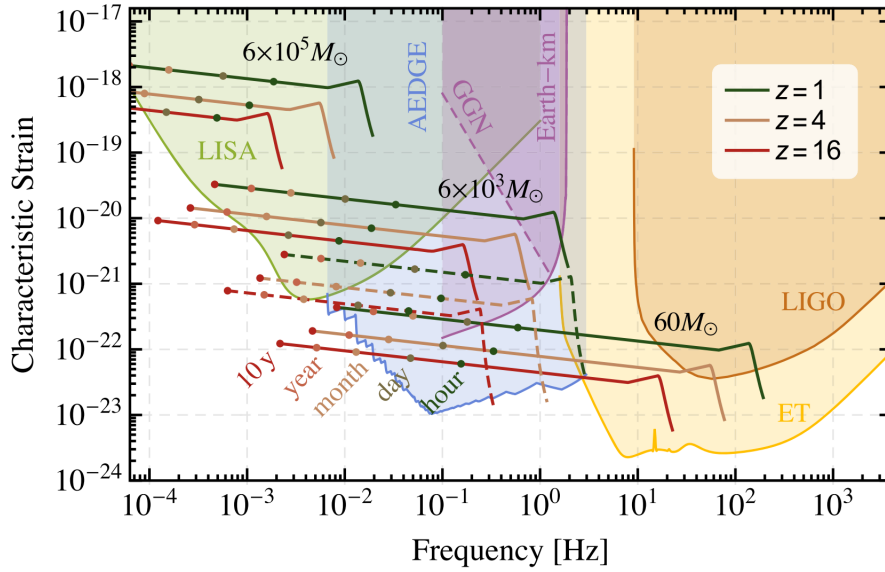 10⁻¹⁷
10⁻¹⁸
10⁻¹⁹
10⁻²⁰
10⁻²¹
10⁻²²
10⁻²³
10⁻²⁴
Characteristic Strain
6×10⁵M⊙
AEDGE
GGN
Earth-km
z = 1
z = 4
z = 16
LISA
6×10³M⊙
LIGO
60M⊙
10 y
year
month
day
hour
ET
10⁻⁴
10⁻³
10⁻²
10⁻¹
10⁰
10¹
10²
10³
Frequency [Hz]